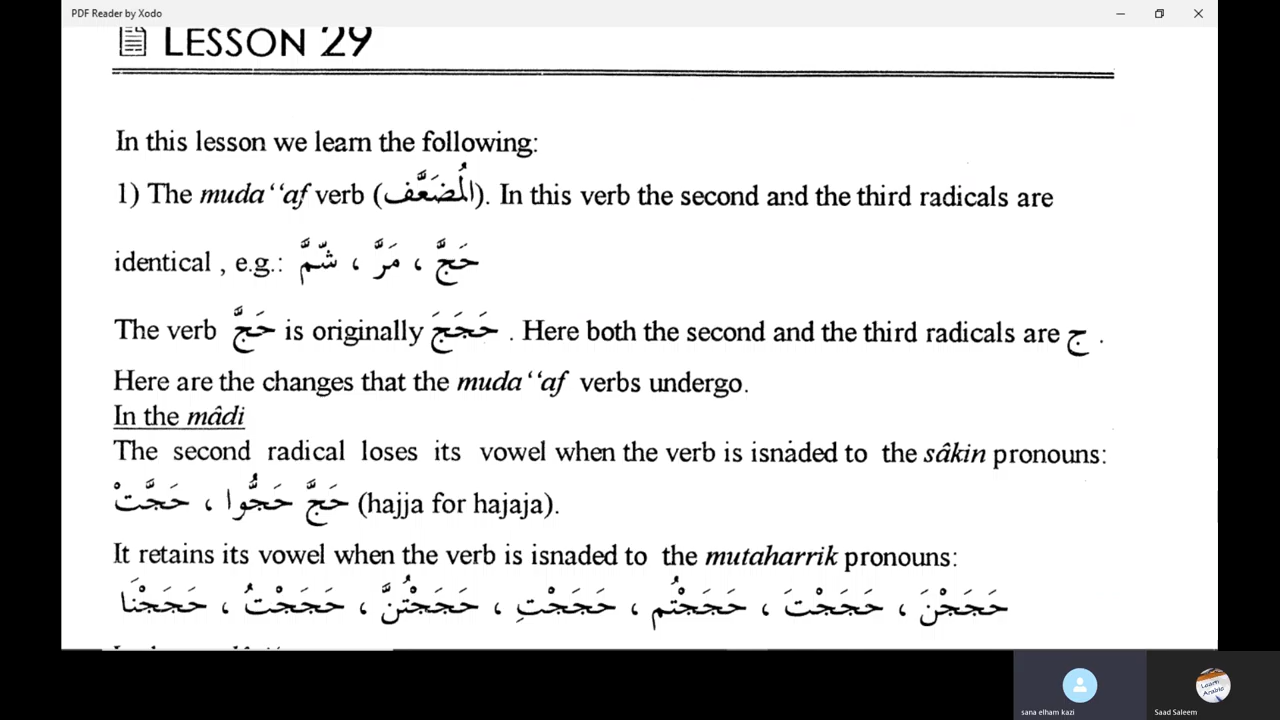 PDF Reader by Xodo
LESSON 29
In this lesson we learn the following:
1) The muda‘‘af verb (المُضَعَّف). In this verb the second and the third radicals are
identical , e.g.: حَجَّ ، مَرَّ ، شَمَّ
The verb حَجَّ is originally حَجَجَ . Here both the second and the third radicals are ج .
Here are the changes that the muda‘‘af verbs undergo.
In the mâdi
The second radical loses its vowel when the verb is isnaded to the sâkin pronouns:
حَجَّ حَجُّوا ، حَجَّتْ (hajja for hajaja).
It retains its vowel when the verb is isnaded to the mutaharrik pronouns:
حَجَجْنَ ، حَجَجْتَ ، حَجَجْتُم ، حَجَجْتِ ، حَجَجْتُنَّ ، حَجَجْتُ ، حَجَجْنَا
sana elham kazi
Learn Arabic
Saad Saleem